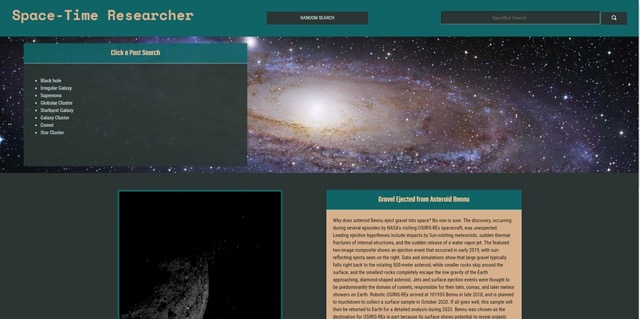 Space-Time Researcher
RANDOM SEARCH
Specified Search
Click a Past Search
Black hole
Irregular Galaxy
Supernova
Globular Cluster
Starburst Galaxy
Galaxy Cluster
Comet
Star Cluster
Gravel Ejected from Asteroid Bennu
Why does asteroid Bennu eject gravel into space? No one is sure. The discovery, occurring
during several episodes by NASA's visiting OSIRIS-REx spacecraft, was unexpected.
Leading ejection hypotheses include impacts by Sun-orbiting meteoroids, sudden thermal
fractures of internal structures, and the sudden release of a water vapor jet. The featured
two-image composite shows an ejection event that occurred in early 2019, with sun-
reflecting ejecta seen on the right. Data and simulations show that large gravel typically
falls right back to the rotating 500-meter asteroid, while smaller rocks skip around the
surface, and the smallest rocks completely escape the low gravity of the Earth
approaching, diamond-shaped asteroid. Jets and surface ejection events were thought to
be predominantly the domain of comets, responsible for their tails, comas, and later meteor
showers on Earth. Robotic OSIRIS-REx arrived at 101955 Bennu in late 2018, and is planned
to touchdown to collect a surface sample in October 2020. If all goes well, this sample will
then be returned to Earth for a detailed analysis during 2023. Bennu was chosen as the
destination for OSIRIS-REx in part because its surface shows potential to reveal organic